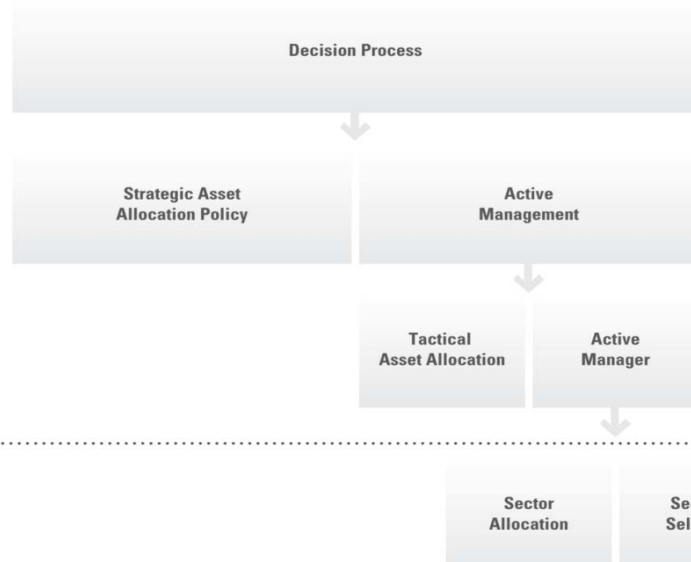 Decision Process
Strategic Asset
Allocation Policy
Active
Management
Tactical
Asset Allocation
Active
Manager
Sector
Allocation